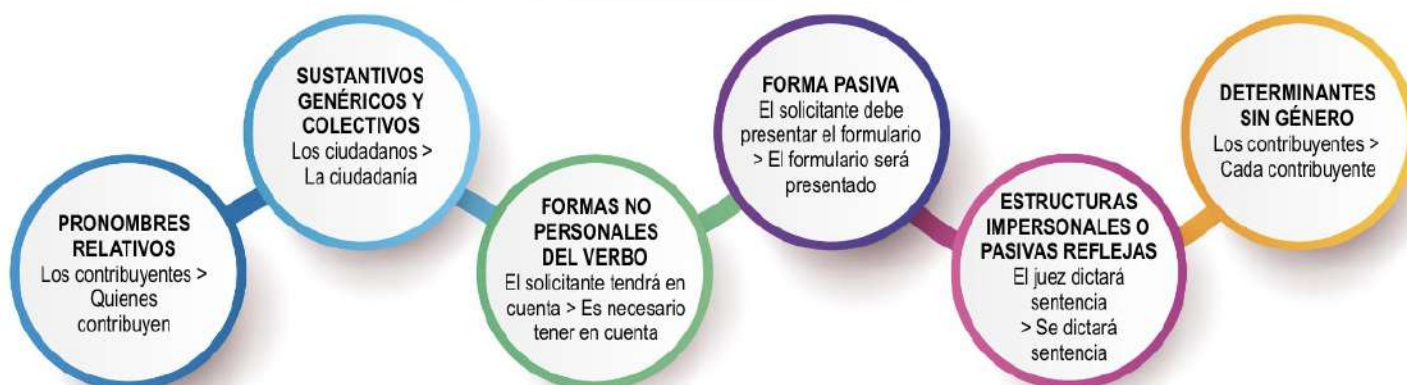 PRONOMBRES
RELATIVOS
Los contribuyentes >
Quienes
contribuyen
SUSTANTIVOS
GENÉRICOS Y
COLECTIVOS
Los ciudadanos >
La ciudadanía
FORMAS NO
PERSONALES
DEL VERBO
El solicitante tendrá en
cuenta > Es necesario
tener en cuenta
FORMA PASIVA
El solicitante debe
presentar el formulario
> El formulario será
presentado
ESTRUCTURAS
IMPERSONALES O
PASIVAS REFLEJAS
El juez dictará
sentencia
> Se dictará
sentencia
DETERMINANTES
SIN GÉNERO
Los contribuyentes >
Cada contribuyente